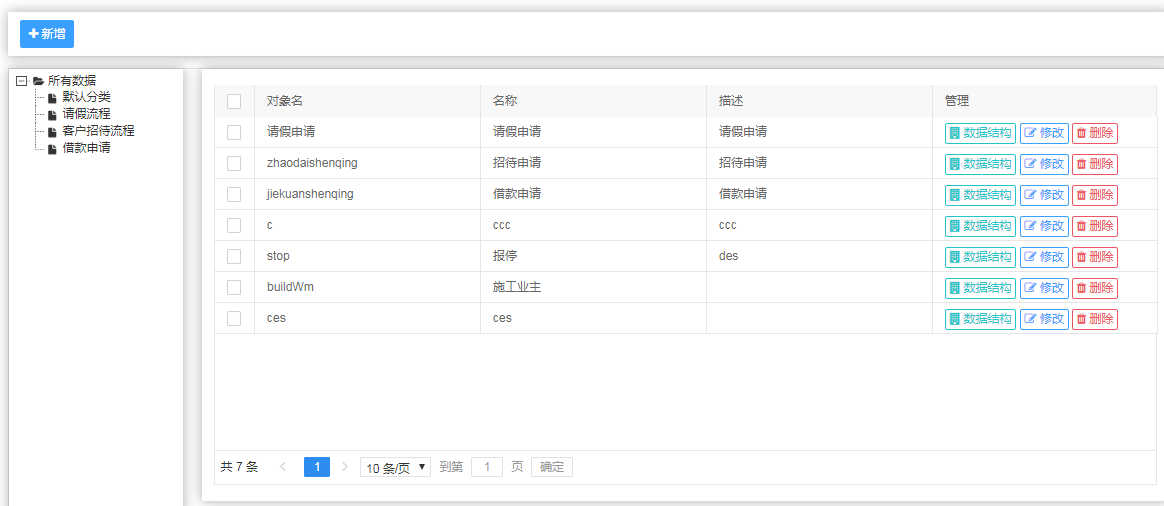 新增
所有数据
默认分类
请假流程
客户招待流程
借款申请
对象名 名称 描述 管理
请假申请 请假申请 请假申请 数据结构 修改 删除
zhaodaishenqing 招待申请 招待申请 数据结构 修改 删除
jiekuanshenqing 借款申请 借款申请 数据结构 修改 删除
c ccc ccc 数据结构 修改 删除
stop 报停 des 数据结构 修改 删除
buildWm 施工业主 数据结构 修改 删除
ces ces 数据结构 修改 删除
共 7 条 1 10 条/页 到第 1 页 确定